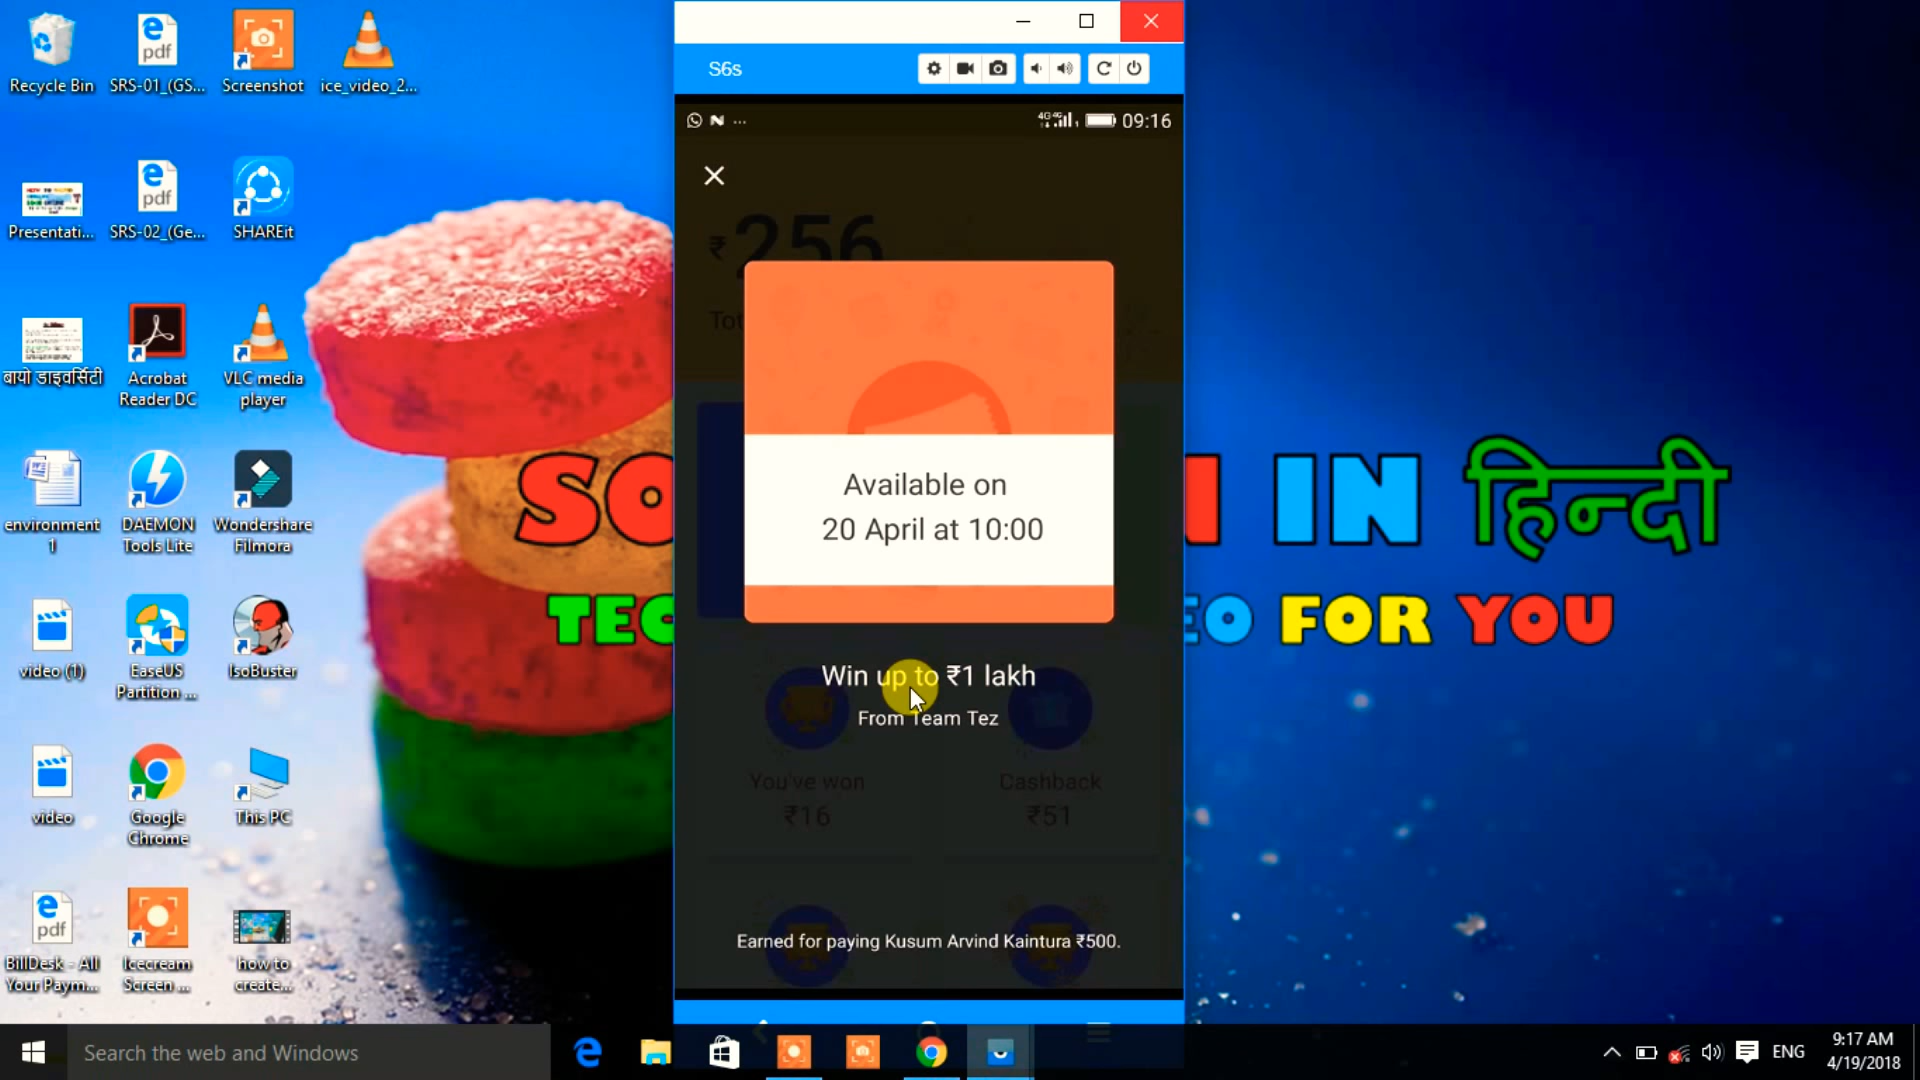 Recycle Bin
SRS-01_(GS...
Screenshot
ice_video_2...
Presentati...
SRS-02_(Ge...
SHAREit
बायो डाइवर्सिटी
Acrobat
Reader DC
VLC media
player
environment
1
DAEMON
Tools Lite
Wondershare
Filmora
video (1)
EaseUS
Partition ...
IsoBuster
video
Google
Chrome
This PC
BillDesk - All
Your Paym...
Icecream
Screen ...
how to
create...
S6s
09:16
₹256
Available on
20 April at 10:00
Win up to ₹1 lakh
From Team Tez
You've won
₹16
Cashback
₹51
Earned for paying Kusum Arvind Kaintura ₹500.
IN हिन्दी
FOR YOU
Search the web and Windows
ENG
9:17 AM
4/19/2018